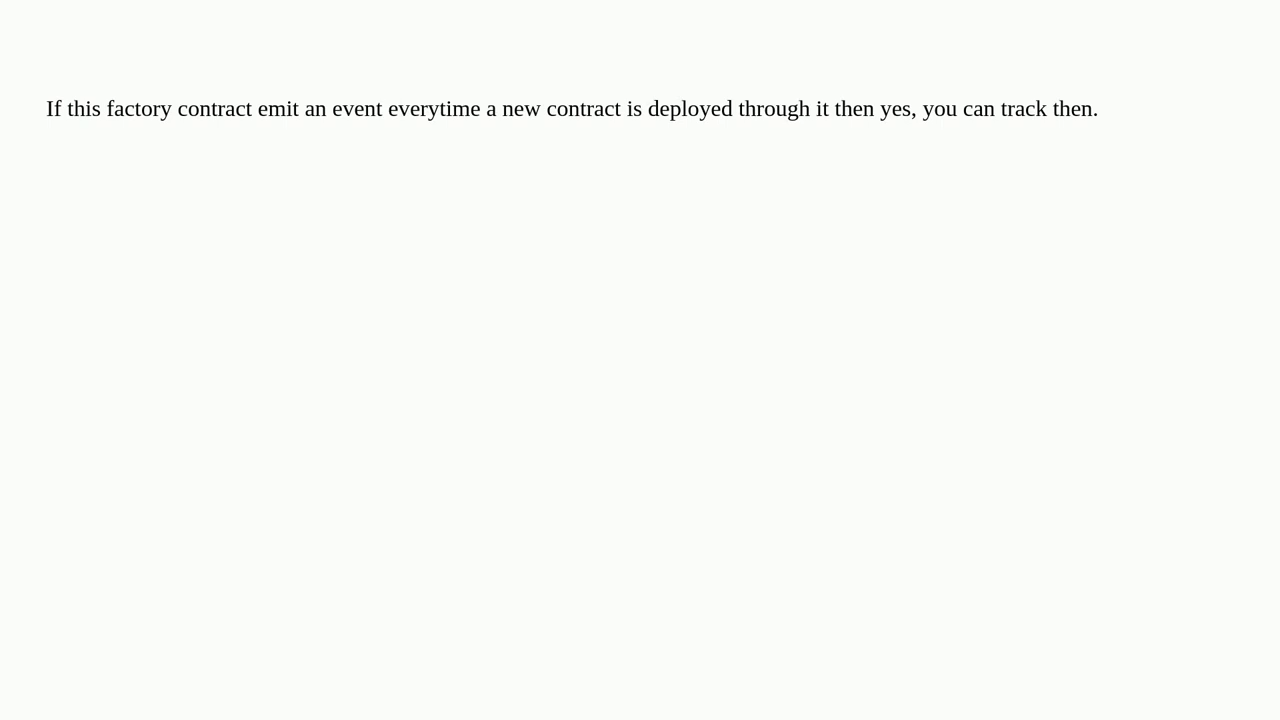 If this factory contract emit an event everytime a new contract is deployed through it then yes, you can track then.